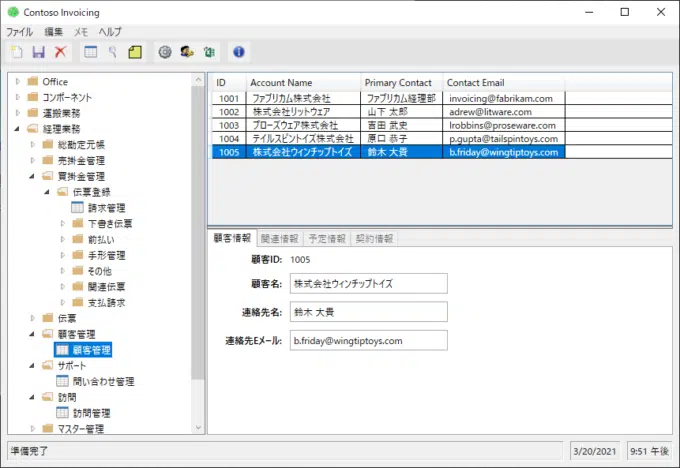 Contoso Invoicing
ファイル 編集 メモ ヘルプ
Office
コンポーネント
運搬業務
経理業務
総勘定元帳
売掛金管理
買掛金管理
伝票登録
請求管理
下書き伝票
前払い
手形管理
その他
関連伝票
支払請求
伝票
顧客管理
顧客管理
サポート
問い合わせ管理
訪問
訪問管理
マスター管理
ID Account Name Primary Contact Contact Email
1001 ファブリカム株式会社 ファブリカム経理部 invoicing@fabrikam.com
1002 株式会社リットウェア 山下 太郎 adrew@litware.com
1003 プローズウェア株式会社 吉田 武史 lrobbins@proseware.com
1004 テイルスピントイズ株式会社 原口 恭子 p.gupta@tailspintoys.com
1005 株式会社ウィンチップトイズ 鈴木 大貴 b.friday@wingtiptoys.com
顧客情報 関連情報 予定情報 契約情報
顧客ID: 1005
顧客名: 株式会社ウィンチップトイズ
連絡先名: 鈴木 大貴
連絡先Eメール: b.friday@wingtiptoys.com
準備完了 3/20/2021 9:51 午後